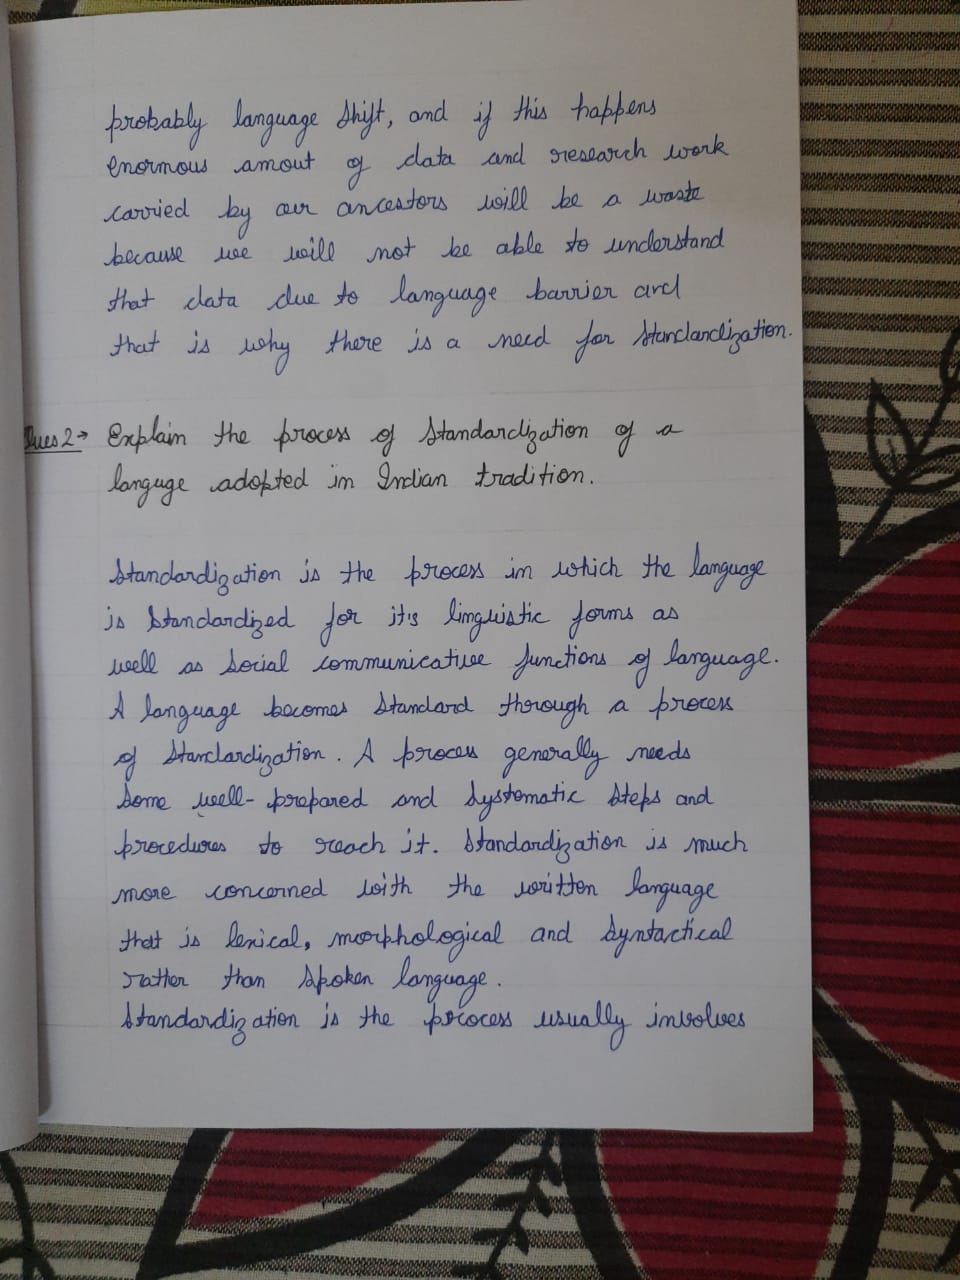 probably language shift, and if this happens
enormous amout of data and research work
carried by our ancestors will be a waste
because we will not be able to understand
that data due to language barrier and
that is why there is a need for standardization.
Ques 2→ Explain the process of standardization of a
languge adopted in Indian tradition.
Standardization is the process in which the language
is standardized for it's linguistic forms as
well as social communicative functions of language.
A language becomes standard through a process
of standardization. A process generally needs
some well-prepared and systematic steps and
procedures to reach it. Standardization is much
more concerned with the written language
that is lexical, morphological and syntactical
rather than spoken language.
Standardization is the process usually involves